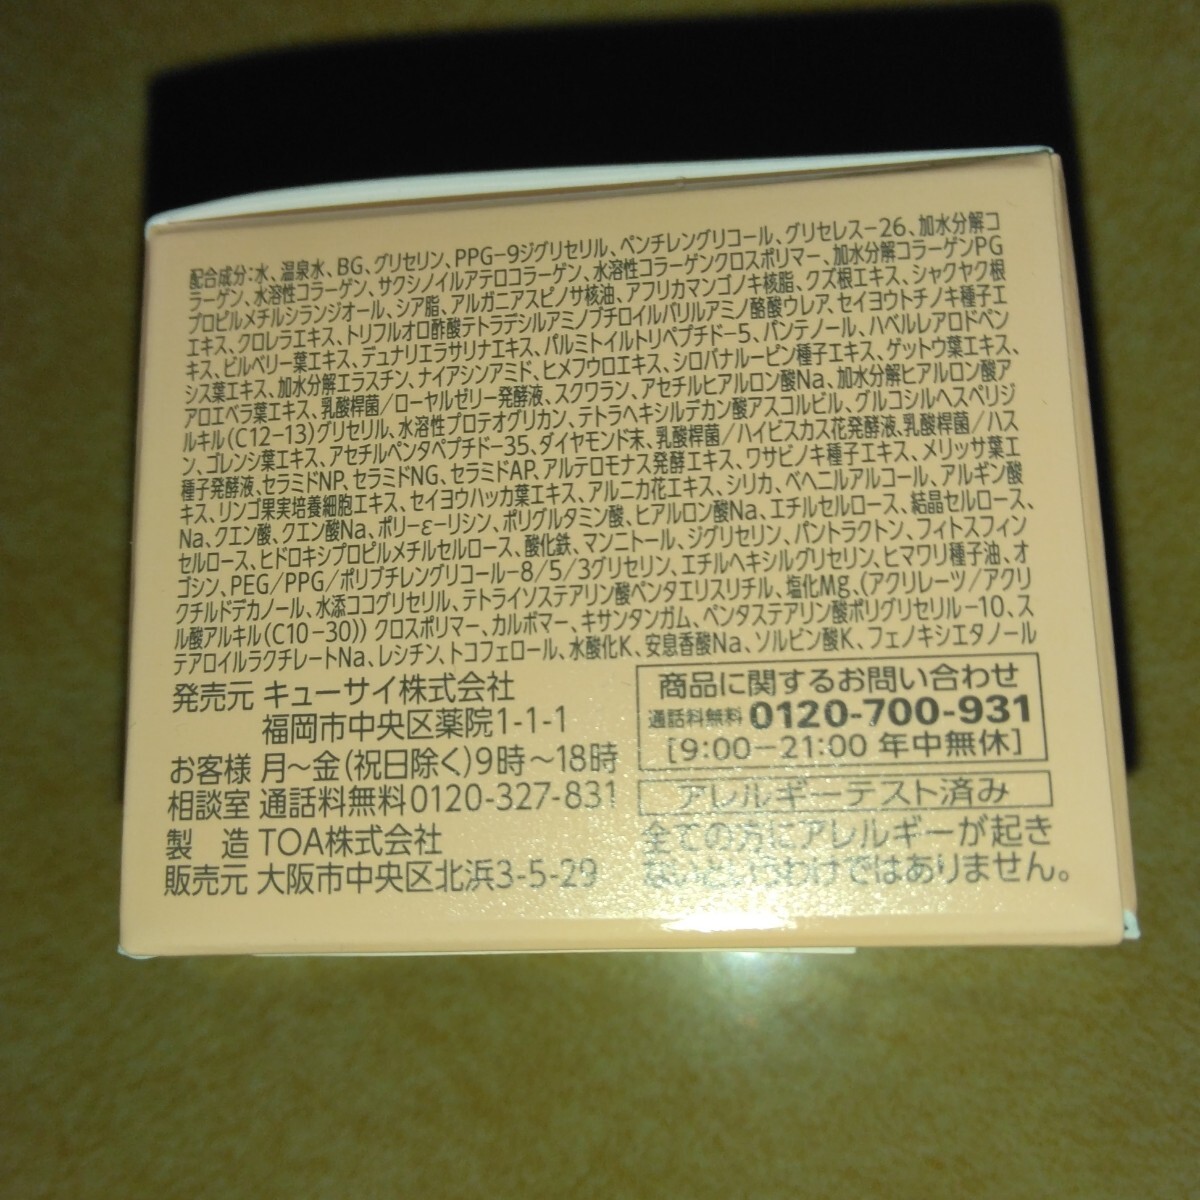 配合成分:水、温泉水、BG、グリセリン、PPG-9ジグリセリル、ペンチレングリコール、グリセレス-26、加水分解コ
ラーゲン、水溶性コラーゲン、サクシノイルアテロコラーゲン、水溶性コラーゲンクロスポリマー、加水分解コラーゲンPG
プロピルメチルシランジオール、シア脂、アルガニアスピノサ核油、アフリカマンゴノキ核脂、クズ根エキス、シャクヤク根
エキス、クロレラエキス、トリフルオロ酢酸テトラデシルアミノブチロイルバリルアミノ酪酸ウレア、セイヨウトチノキ種子エ
キス、ビルベリー葉エキス、デュナリエラサリナエキス、パルミトイルトリペプチド-5、パンテノール、ハベルレアロドペン
シス葉エキス、加水分解エラスチン、ナイアシンアミド、ヒメフウロエキス、シロバナルーピン種子エキス、ゲットウ葉エキス、
アロエベラ葉エキス、乳酸桿菌/ローヤルゼリー発酵液、スクワラン、アセチルヒアルロン酸Na、加水分解ヒアルロン酸ア
ルキル(C12-13)グリセリル、水溶性プロテオグリカン、テトラヘキシルデカン酸アスコルビル、グルコシルヘスペリジ
ン、ゴレンシ葉エキス、アセチルペンタペプチド-35、ダイヤモンド末、乳酸桿菌/ハイビスカス花発酵液、乳酸桿菌/ハス
種子発酵液、セラミドNP、セラミドNG、セラミドAP、アルテロモナス発酵エキス、ワサビノキ種子エキス、メリッサ葉エ
キス、リンゴ果実培養細胞エキス、セイヨウハッカ葉エキス、アルニカ花エキス、シリカ、ベヘニルアルコール、アルギン酸
Na、クエン酸、クエン酸Na、ポリ-ε-リシン、ポリグルタミン酸、ヒアルロン酸Na、エチルセルロース、結晶セルロース、
セルロース、ヒドロキシプロピルメチルセルロース、酸化鉄、マンニトール、ジグリセリン、パントラクトン、フィトスフィン
ゴシン、PEG/PPG/ポリブチレングリコール-8/5/3グリセリン、エチルヘキシルグリセリン、ヒマワリ種子油、オ
クチルドデカノール、水添ココグリセリル、テトライソステアリン酸ペンタエリスリチル、塩化Mg、(アクリレーツ/アクリ
ル酸アルキル(C10-30))クロスポリマー、カルボマー、キサンタンガム、ペンタステアリン酸ポリグリセリル-10、ス
テアロイルラクチレートNa、レシチン、トコフェロール、水酸化K、安息香酸Na、ソルビン酸K、フェノキシエタノール
発売元 キューサイ株式会社
福岡市中央区薬院1-1-1
お客様 月〜金(祝日除く)9時〜18時
相談室 通話料無料0120-327-831
製 造 TOA株式会社
販売元 大阪市中央区北浜3-5-29
商品に関するお問い合わせ
通話料無料 0120-700-931
[9:00-21:00 年中無休]
アレルギーテスト済み
全ての方にアレルギーが起き
ないというわけではありません。